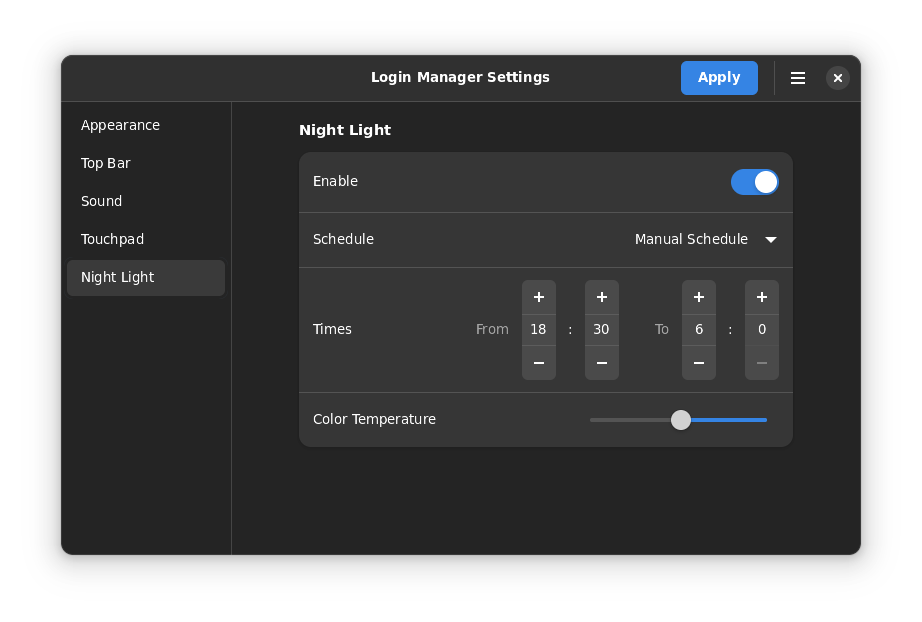 Login Manager Settings
Apply
Appearance
Top Bar
Sound
Touchpad
Night Light
Night Light
Enable
Schedule
Manual Schedule
Times
From
18 : 30
To
6 : 0
Color Temperature